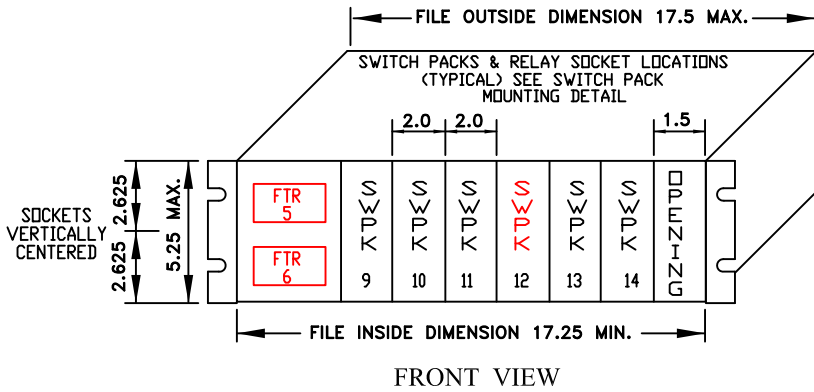 FILE OUTSIDE DIMENSION 17.5 MAX.
SWITCH PACKS & RELAY SOCKET LOCATIONS
(TYPICAL) SEE SWITCH PACK
MOUNTING DETAIL
2.0
2.0
1.5
SOCKETS
VERTICALLY
CENTERED
2.625
2.625
5.25 MAX.
FTR
5
FTR
6
SWPK
9
SWPK
10
SWPK
11
SWPK
12
SWPK
13
SWPK
14
OPENING
FILE INSIDE DIMENSION 17.25 MIN.
FRONT VIEW